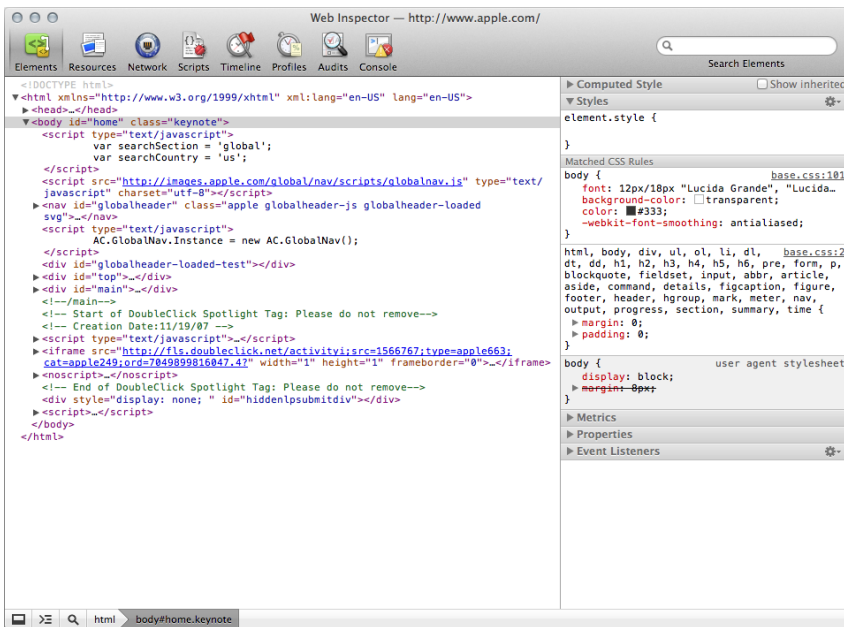 Web Inspector — http://www.apple.com/
Elements Resources Network Scripts Timeline Profiles Audits Console
Search Elements
<!DOCTYPE html>
▼<html xmlns="http://www.w3.org/1999/xhtml" xml:lang="en-US" lang="en-US">
▶<head>…</head>
▼<body id="home" class="keynote">
<script type="text/javascript">
var searchSection = 'global';
var searchCountry = 'us';
</script>
<script src="http://images.apple.com/global/nav/scripts/globalnav.js" type="text/
javascript" charset="utf-8"></script>
▶<nav id="globalheader" class="apple globalheader-js globalheader-loaded
svg">…</nav>
<script type="text/javascript">
AC.GlobalNav.Instance = new AC.GlobalNav();
</script>
<div id="globalheader-loaded-test"></div>
▶<div id="top">…</div>
▶<div id="main">…</div>
<!--/main-->
<!-- Start of DoubleClick Spotlight Tag: Please do not remove-->
<!-- Creation Date:11/19/07 -->
▶<script type="text/javascript">…</script>
▶<iframe src="http://fls.doubleclick.net/activityi;src=1566767;type=apple663;
cat=apple249;ord=7049899816047.4?" width="1" height="1" frameborder="0">…</iframe>
▶<noscript>…</noscript>
<!-- End of DoubleClick Spotlight Tag: Please do not remove-->
<div style="display: none; " id="hiddenlpsubmitdiv"></div>
▶<script>…</script>
</body>
</html>
▶ Computed Style Show inherited
▼ Styles
element.style {
}
Matched CSS Rules
body { base.css:101
font: 12px/18px "Lucida Grande", "Lucida…
background-color: transparent;
color: #333;
-webkit-font-smoothing: antialiased;
}
html, body, div, ul, ol, li, dl, base.css:2
dt, dd, h1, h2, h3, h4, h5, h6, pre, form, p,
blockquote, fieldset, input, abbr, article,
aside, command, details, figcaption, figure,
footer, header, hgroup, mark, meter, nav,
output, progress, section, summary, time {
▶ margin: 0;
▶ padding: 0;
}
body { user agent stylesheet
display: block;
▶ margin: 8px;
}
▶ Metrics
▶ Properties
▶ Event Listeners
html body#home.keynote